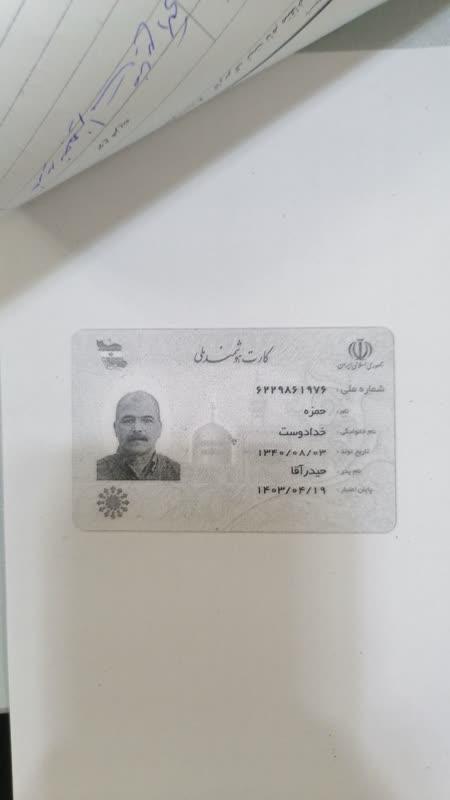 کارت هوشمند ملی
جمهوری اسلامی ایران
شماره ملی: ۶۲۲۹۸۶۱۹۷۶
نام: حمزه
نام خانوادگی: خدادوست
تاریخ تولد: ۱۳۴۰/۰۸/۰۳
نام پدر: حیدرآقا
پایان اعتبار: ۱۴۰۳/۰۴/۱۹